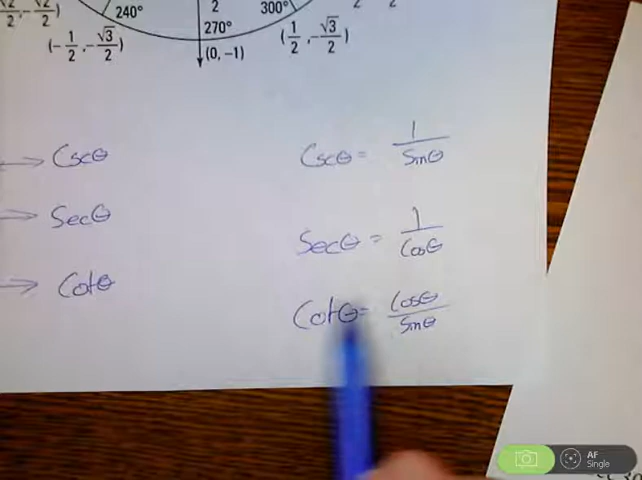 240°
2
270°
300°
(-1/2, -√3/2)
(0, -1)
(1/2, -√3/2)
Cscθ
Cscθ = 1/Sinθ
Secθ
Secθ = 1/Cosθ
Cotθ
Cotθ = Cosθ/Sinθ
AF
Single